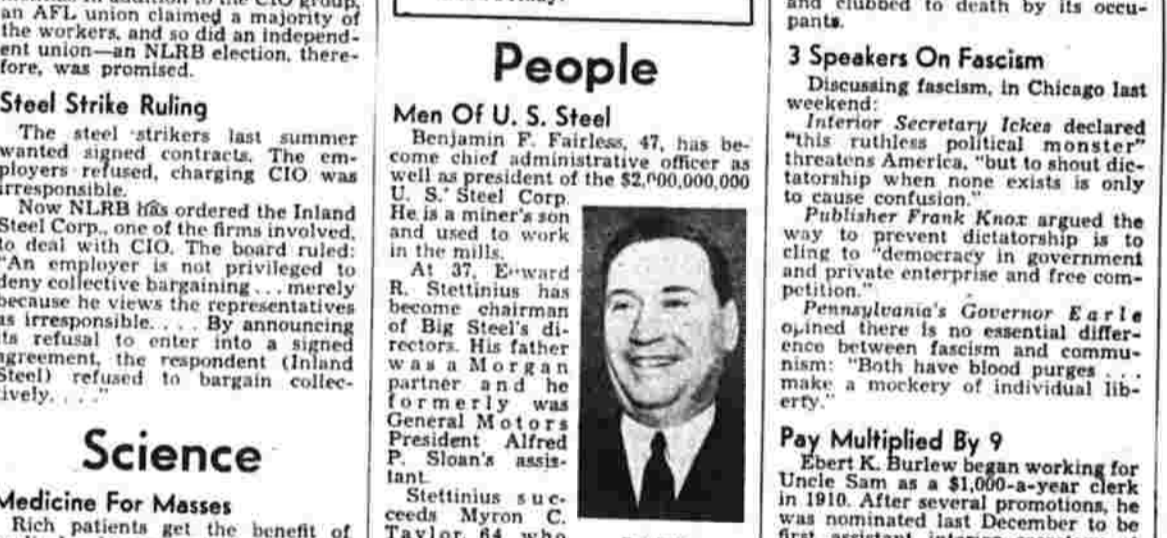 an AFL union claimed a majority of
the workers, and so did an independ-
ent union—an NLRB election, there-
fore, was promised.
Steel Strike Ruling
The steel strikers last summer
wanted signed contracts. The em-
ployers refused, charging CIO was
irresponsible.
Now NLRB has ordered the Inland
Steel Corp., one of the firms involved,
to deal with CIO. The board ruled:
"An employer is not privileged to
deny collective bargaining . . . merely
because he views the representatives
as irresponsible. . . . By announcing
its refusal to enter into a signed
agreement, the respondent (Inland
Steel) refused to bargain collec-
tively. . . ."
Science
Medicine For Masses
Rich patients get the benefit of
People
Men Of U. S. Steel
Benjamin F. Fairless, 47, has be-
come chief administrative officer as
well as president of the $2,000,000,000
U. S. Steel Corp.
He is a miner's son
and used to work
in the mills.
At 37, Edward
R. Stettinius has
become chairman
of Big Steel's di-
rectors. His father
was a Morgan
partner and he
formerly was
General Motors
President Alfred
P. Sloan's assis-
tant.
Stettinius suc-
ceeds Myron C.
Taylor, 64, who
and clubbed to death by its occu-
pants.
3 Speakers On Fascism
Discussing fascism, in Chicago last
weekend:
Interior Secretary Ickes declared
"this ruthless political monster"
threatens America, "but to shout dic-
tatorship when none exists is only
to cause confusion."
Publisher Frank Knox argued the
way to prevent dictatorship is to
cling to "democracy in government
and private enterprise and free com-
petition."
Pennsylvania's Governor Earle
opined there is no essential differ-
ence between fascism and commu-
nism: "Both have blood purges . . .
make a mockery of individual lib-
erty."
Pay Multiplied By 9
Ebert K. Burlew began working for
Uncle Sam as a $1,000-a-year clerk
in 1910. After several promotions, he
was nominated last December to be
first assistant interior secretary at